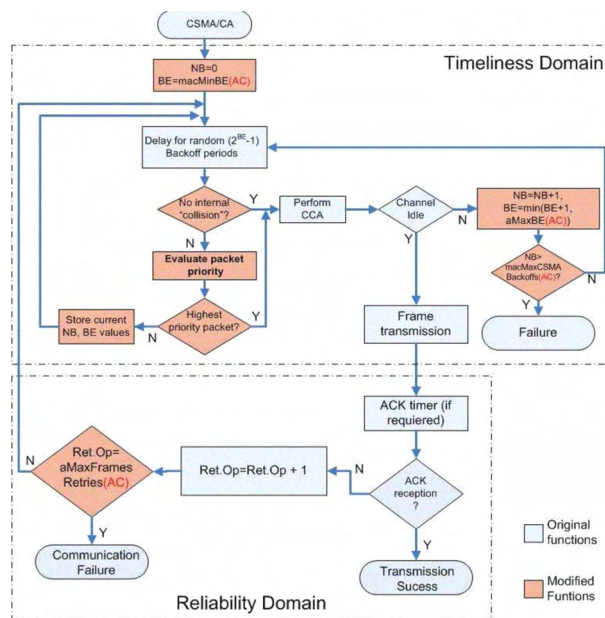 CSMA/CA
NB=0
BE=macMinBE(AC)
Timeliness Domain
Delay for random (2^BE-1)
Backoff periods
No internal
“collision”?
Y
N
Perform
CCA
Channel
Idle
N
Y
NB=NB+1,
BE=min(BE+1,
aMaxBE(AC))
Evaluate packet
priority
NB>
macMaxCSMA
Backoffs(AC)?
N
Y
Failure
Highest
priority packet?
Y
N
Store current
NB, BE values
Frame
transmission
ACK timer (if
requiered)
ACK
reception
?
N
Y
Ret.Op=Ret.Op + 1
Ret.Op=
aMaxFrames
Retries(AC)
N
Y
Communication
Failure
Transmission
Sucess
Reliability Domain
Original
functions
Modified
Funtions